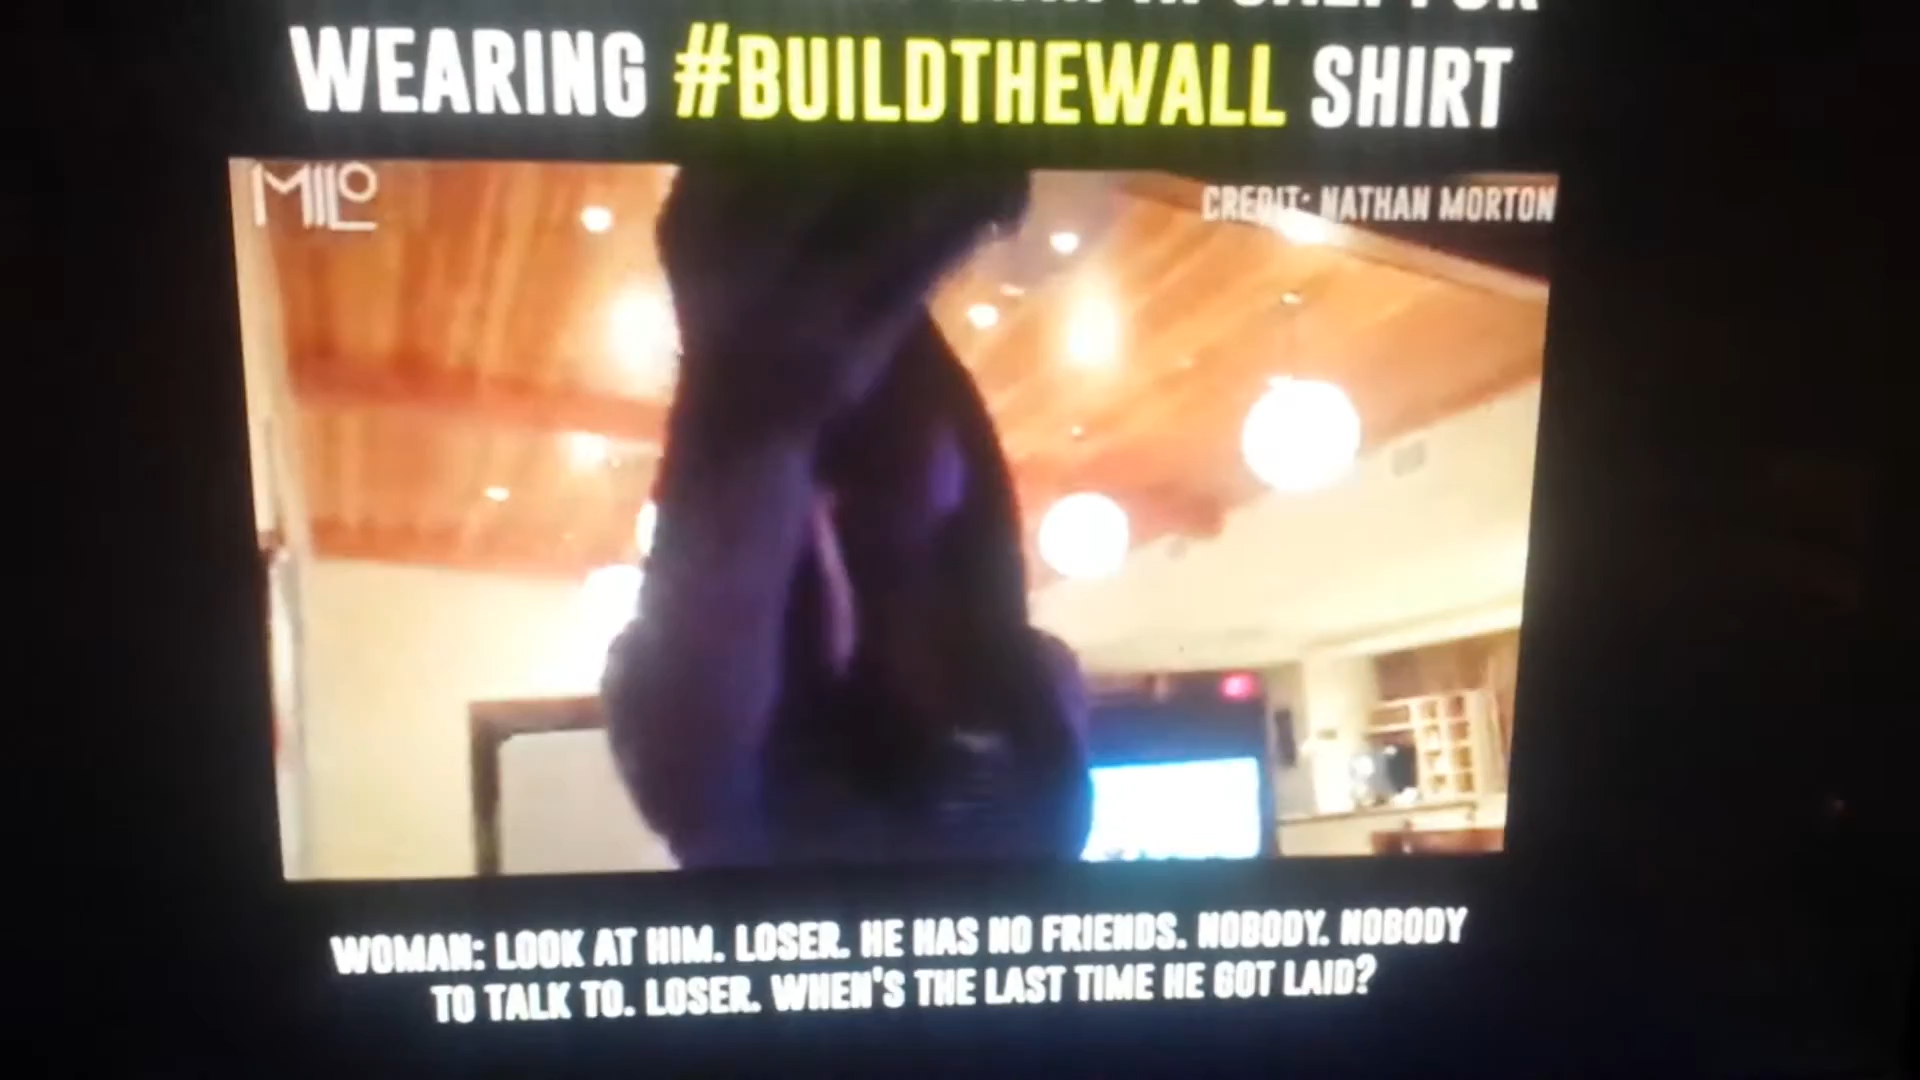 WEARING #BUILDTHEWALL SHIRT
MILO
CREDIT: NATHAN MORTON
WOMAN: LOOK AT HIM. LOSER. HE HAS NO FRIENDS. NOBODY. NOBODY
TO TALK TO. LOSER. WHEN'S THE LAST TIME HE GOT LAID?